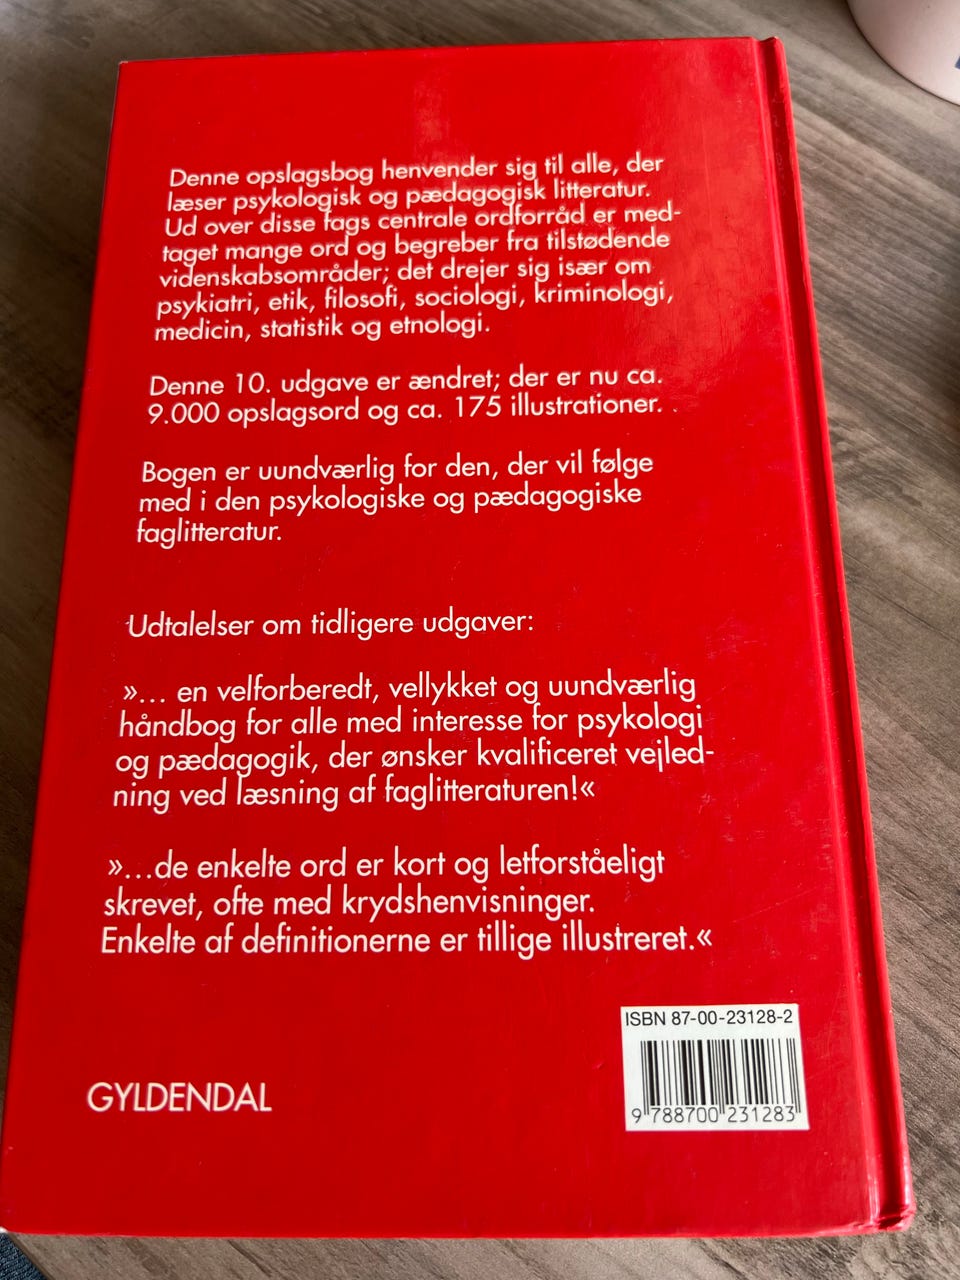 Denne opslagsbog henvender sig til alle, der
læser psykologisk og pædagogisk litteratur.
Ud over disse fags centrale ordforråd er med-
taget mange ord og begreber fra tilstødende
videnskabsområder; det drejer sig især om
psykiatri, etik, filosofi, sociologi, kriminologi,
medicin, statistik og etnologi.
Denne 10. udgave er ændret; der er nu ca.
9.000 opslagsord og ca. 175 illustrationer.
Bogen er uundværlig for den, der vil følge
med i den psykologiske og pædagogiske
faglitteratur.
Udtalelser om tidligere udgaver:
»... en velforberedt, vellykket og uundværlig
håndbog for alle med interesse for psykologi
og pædagogik, der ønsker kvalificeret vejled-
ning ved læsning af faglitteraturen!«
»...de enkelte ord er kort og letforståeligt
skrevet, ofte med krydshenvisninger.
Enkelte af definitionerne er tillige illustreret.«
GYLDENDAL
ISBN 87-00-23128-2
9 788700 231283